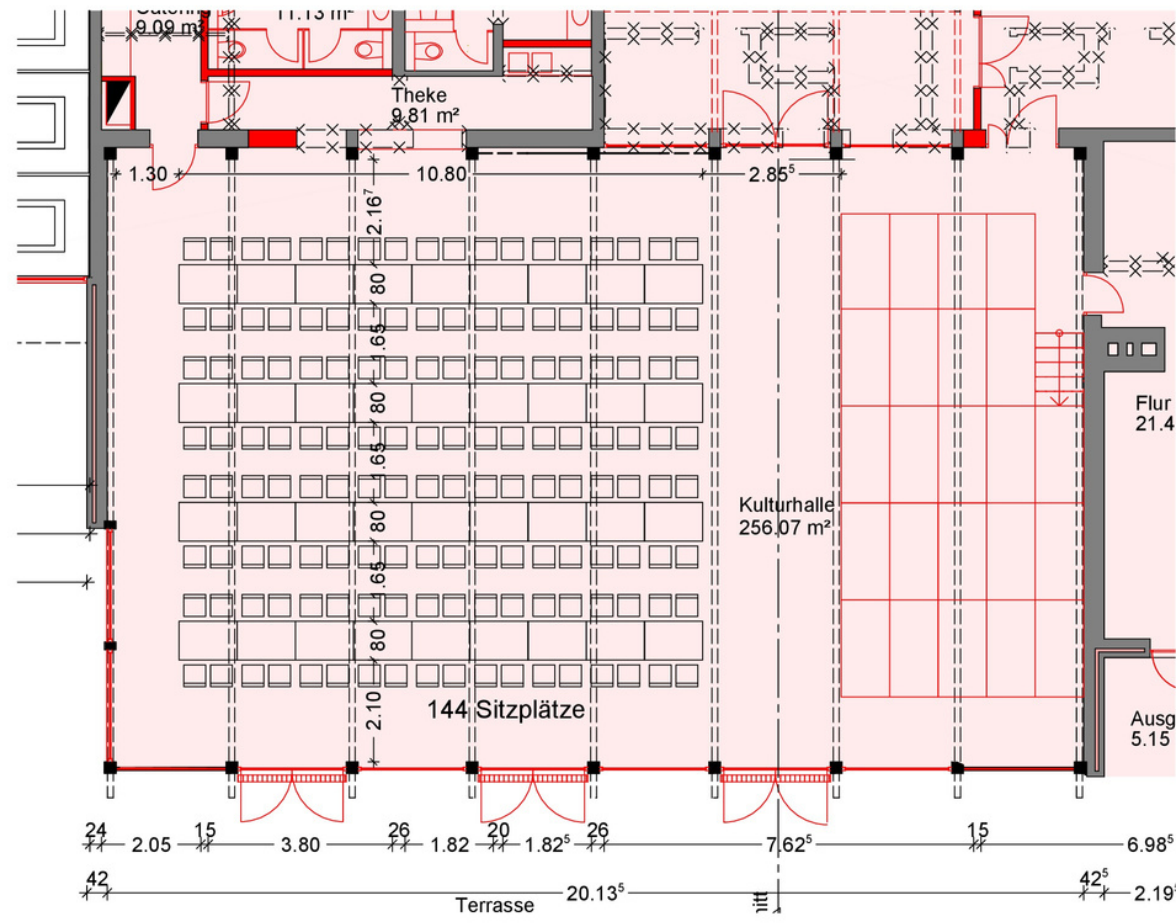 9.09 m²
11.13 m²
Theke
9.81 m²
1.30
10.80
2.85⁵
2.16⁷
80
1.65
80
1.65
80
1.65
80
2.10
Kulturhalle
256.07 m²
Flur
21.4
144 Sitzplätze
Ausg
5.15
24
2.05
15
3.80
26
1.82
20
1.82⁵
26
7.62⁵
15
6.98⁵
42
20.13⁵
42⁵
2.19⁵
Terrasse
itt